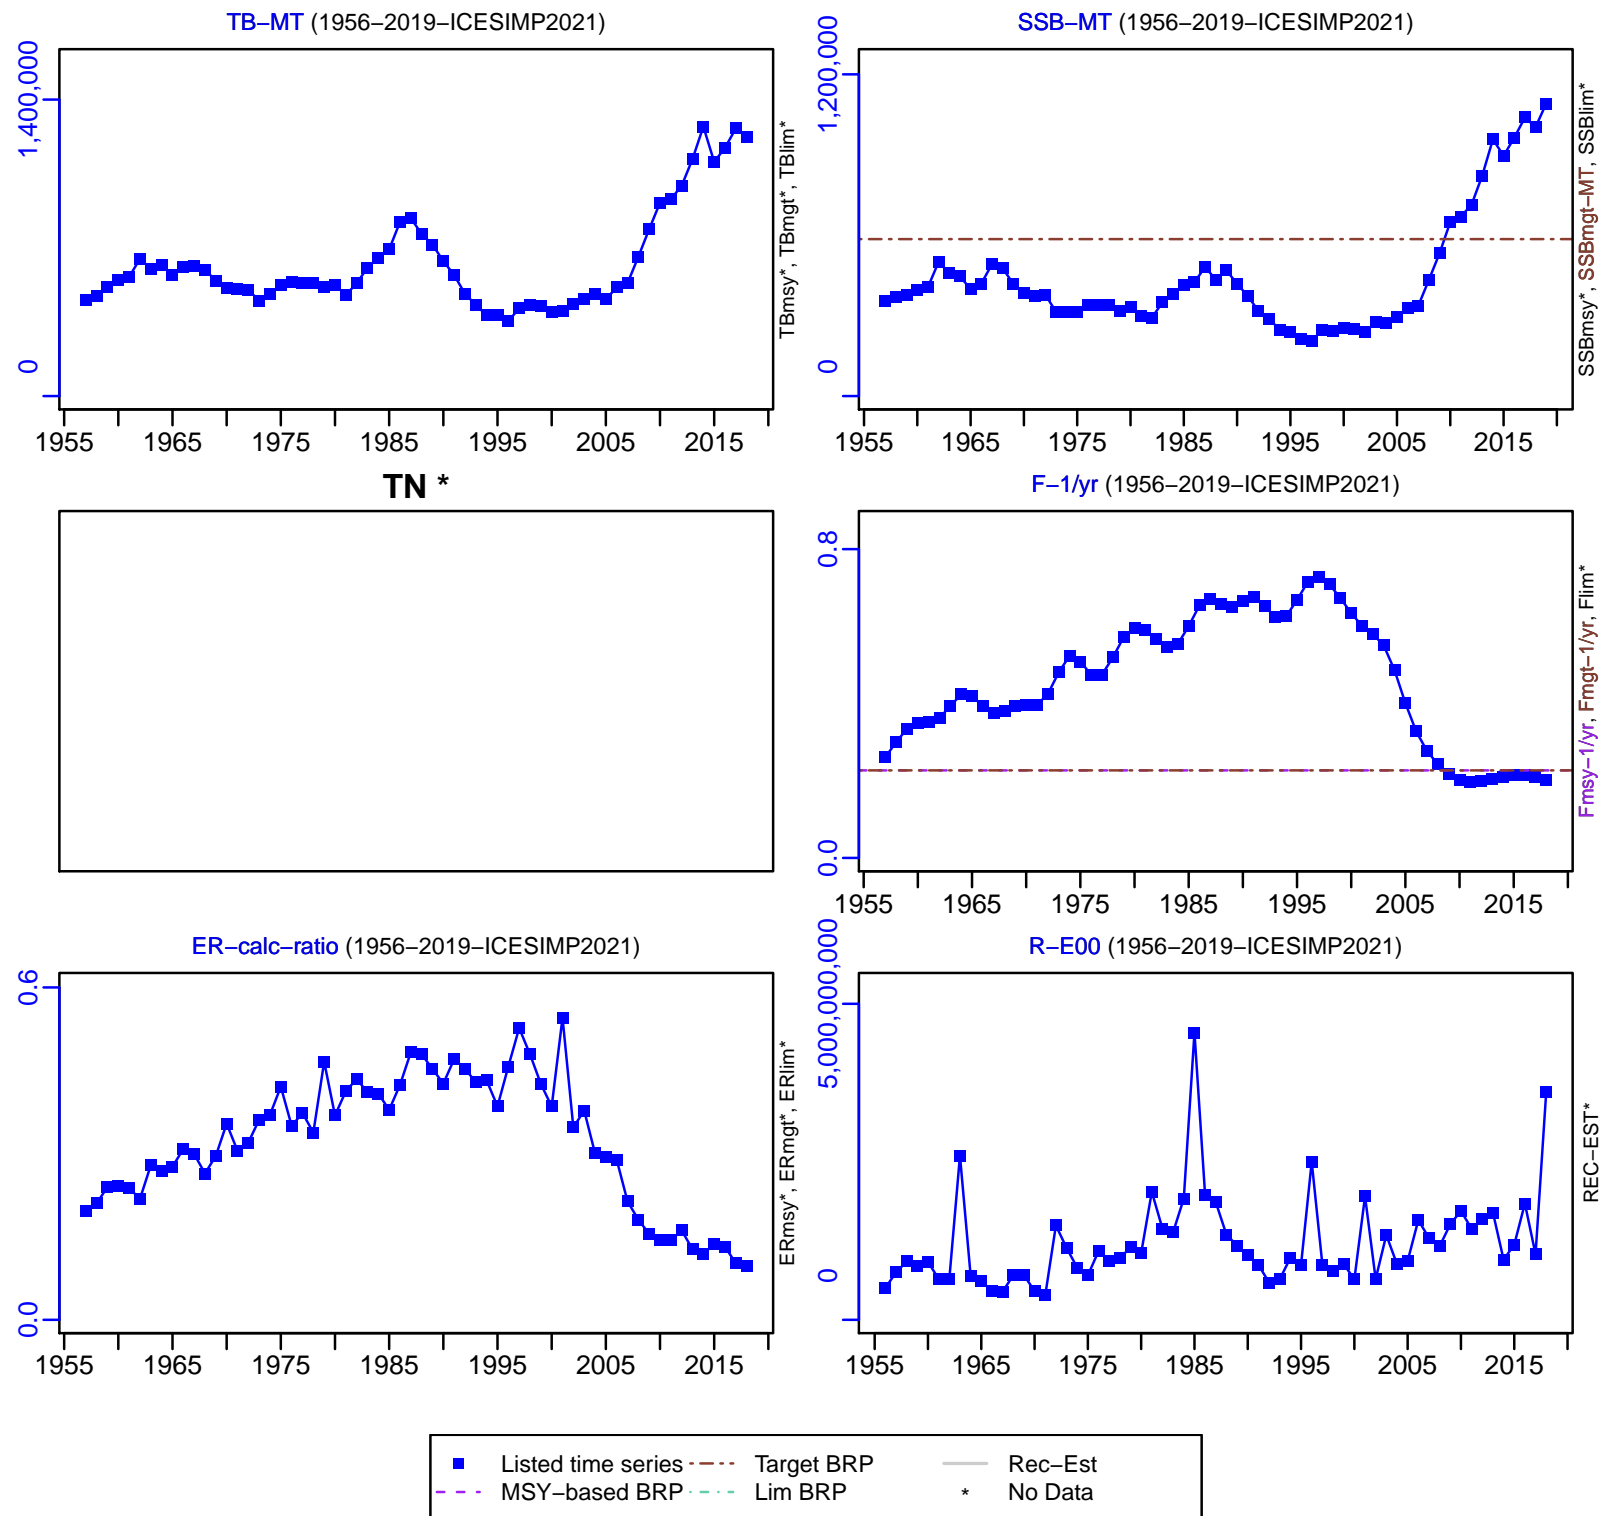 TB−MT (1956−2019−ICESIMP2021)
1,400,000
0
TBmsy*, TBmgt*, TBlim*
1955 1965 1975 1985 1995 2005 2015
SSB−MT (1956−2019−ICESIMP2021)
1,200,000
0
SSBmsy*, SSBmgt−MT, SSBlim*
1955 1965 1975 1985 1995 2005 2015
TN *
F−1/yr (1956−2019−ICESIMP2021)
0.8
0.0
Fmsy−1/yr, Fmgt−1/yr, Flim*
1955 1965 1975 1985 1995 2005 2015
ER−calc−ratio (1956−2019−ICESIMP2021)
0.6
0.0
ERmsy*, ERmgt*, ERlim*
1955 1965 1975 1985 1995 2005 2015
R−E00 (1956−2019−ICESIMP2021)
5,000,000,000
0
REC−EST*
1955 1965 1975 1985 1995 2005 2015
Listed time series Target BRP Rec−Est
MSY−based BRP Lim BRP * No Data